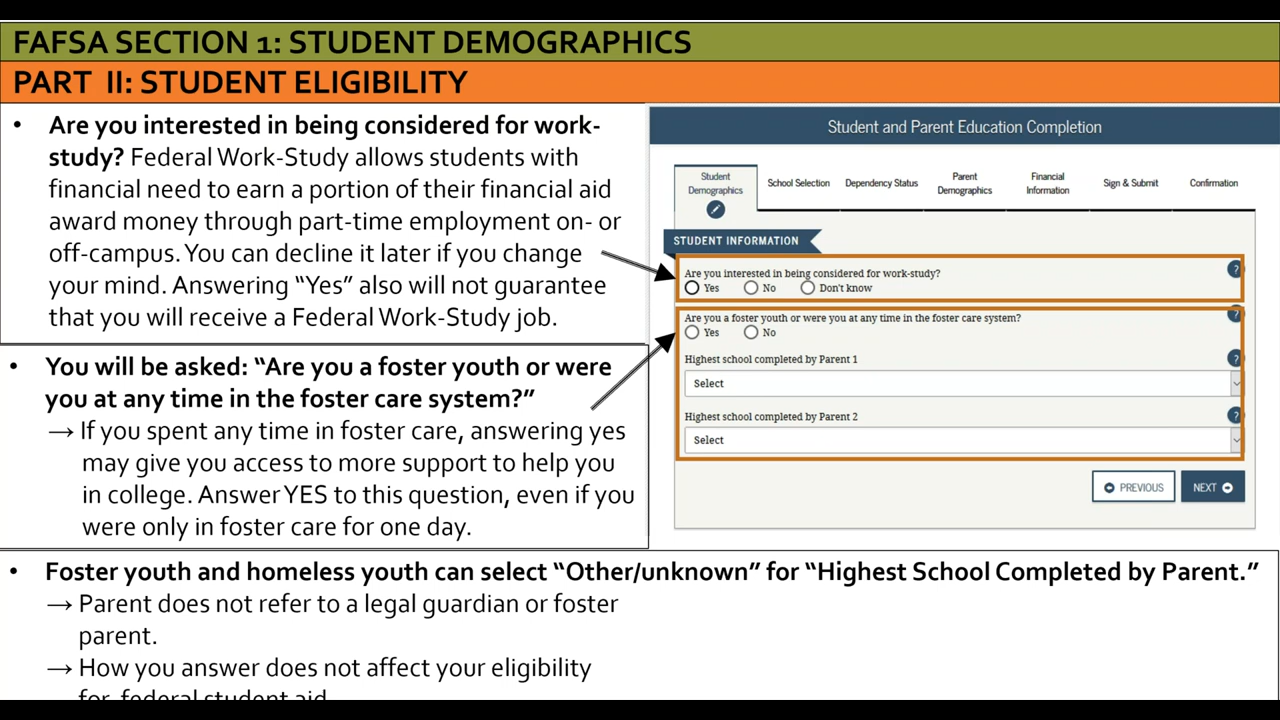 FAFSA SECTION 1: STUDENT DEMOGRAPHICS
PART II: STUDENT ELIGIBILITY
• Are you interested in being considered for work-
study? Federal Work-Study allows students with
financial need to earn a portion of their financial aid
award money through part-time employment on- or
off-campus. You can decline it later if you change
your mind. Answering “Yes” also will not guarantee
that you will receive a Federal Work-Study job.
• You will be asked: “Are you a foster youth or were
you at any time in the foster care system?”
→ If you spent any time in foster care, answering yes
may give you access to more support to help you
in college. Answer YES to this question, even if you
were only in foster care for one day.
Student and Parent Education Completion
Student
Demographics
School Selection
Dependency Status
Parent
Demographics
Financial
Information
Sign & Submit
Confirmation
STUDENT INFORMATION
Are you interested in being considered for work-study? ?
Yes No Don't know
Are you a foster youth or were you at any time in the foster care system? ?
Yes No
Highest school completed by Parent 1 ?
Select
Highest school completed by Parent 2 ?
Select
PREVIOUS NEXT
• Foster youth and homeless youth can select “Other/unknown” for “Highest School Completed by Parent.”
→ Parent does not refer to a legal guardian or foster
parent.
→ How you answer does not affect your eligibility
for federal student aid